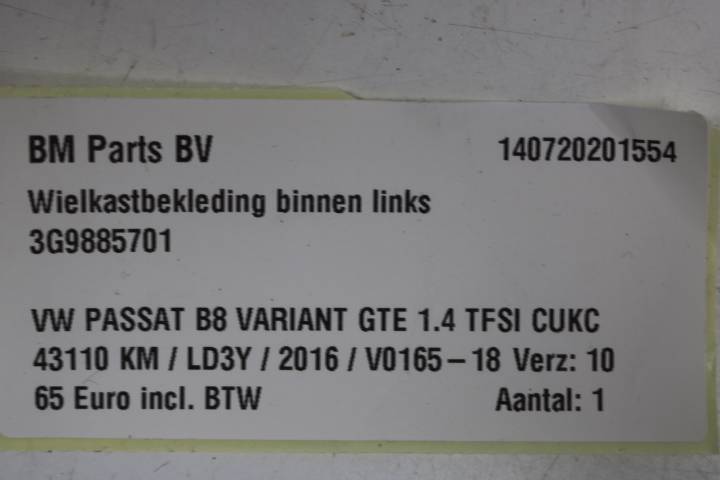 BM Parts BV 140720201554
Wielkastbekleding binnen links
3G9885701
VW PASSAT B8 VARIANT GTE 1.4 TFSI CUKC
43110 KM / LD3Y / 2016 / V0165-18 Verz: 10
65 Euro incl. BTW Aantal: 1